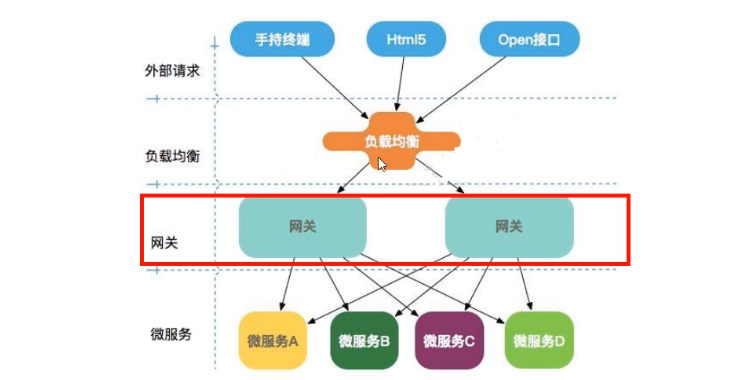 手持终端
Html5
Open接口
外部请求
负载均衡
负载均衡
网关
网关
网关
微服务
微服务A
微服务B
微服务C
微服务D